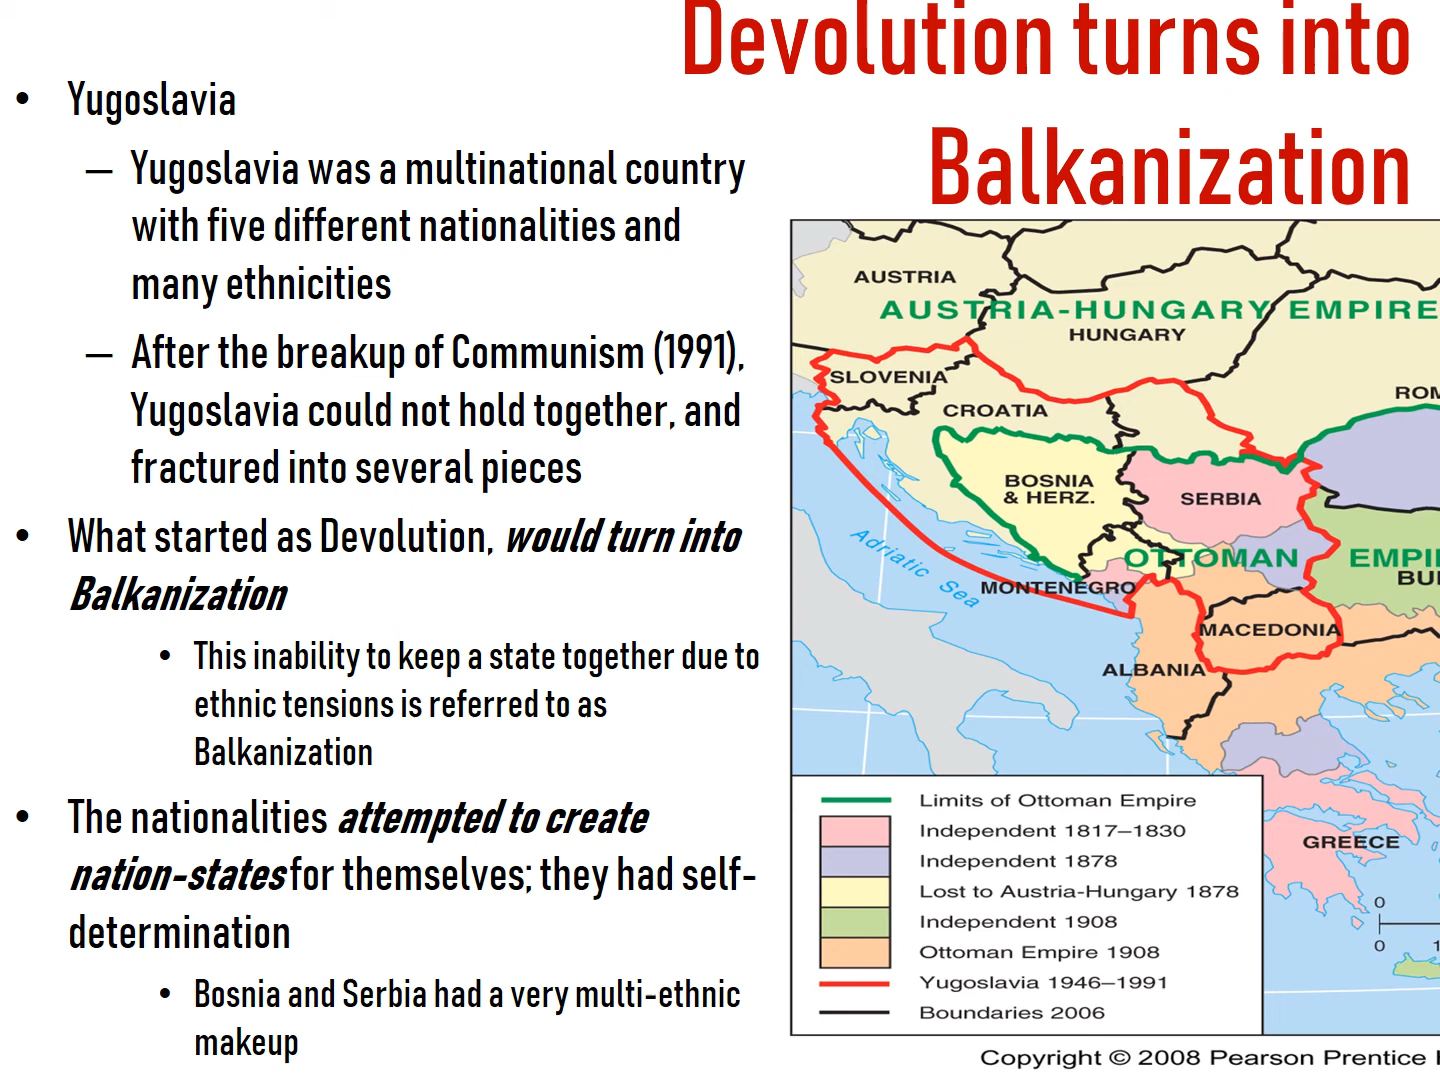 Devolution turns into
Balkanization
• Yugoslavia
– Yugoslavia was a multinational country
with five different nationalities and
many ethnicities
– After the breakup of Communism (1991),
Yugoslavia could not hold together, and
fractured into several pieces
• What started as Devolution, would turn into
Balkanization
• This inability to keep a state together due to
ethnic tensions is referred to as
Balkanization
• The nationalities attempted to create
nation-states for themselves; they had self-
determination
• Bosnia and Serbia had a very multi-ethnic
makeup
AUSTRIA
AUSTRIA-HUNGARY EMPIRE
HUNGARY
SLOVENIA
CROATIA
ROM
BOSNIA
& HERZ.
SERBIA
OTTOMAN EMPI
BU
Adriatic Sea
MONTENEGRO
MACEDONIA
ALBANIA
GREECE
Limits of Ottoman Empire
Independent 1817–1830
Independent 1878
Lost to Austria-Hungary 1878
Independent 1908
Ottoman Empire 1908
Yugoslavia 1946–1991
Boundaries 2006
0
0 1
Copyright © 2008 Pearson Prentice